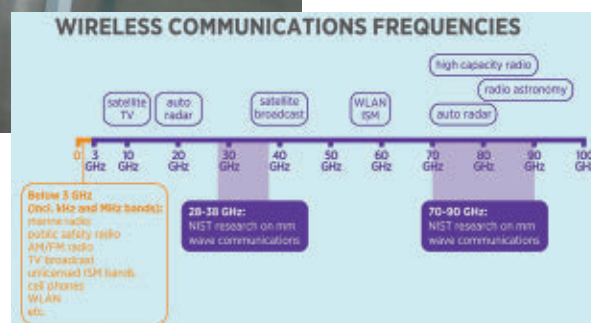 WIRELESS COMMUNICATIONS FREQUENCIES
high capacity radio
radio astronomy
satellite
TV
auto
radar
satellite
broadcast
WLAN
ISM
auto radar
0 3 10 20 30 40 50 60 70 80 90 100
GHz GHz GHz GHz GHz GHz GHz GHz GHz GHz GHz
Below 3 GHz
(incl. kHz and MHz bands):
marine radio
public safety radio
AM/FM radio
TV broadcast
unlicensed ISM bands
cell phones
WLAN
etc.
28-38 GHz:
NIST research on mm
wave communications
70-90 GHz:
NIST research on mm
wave communications